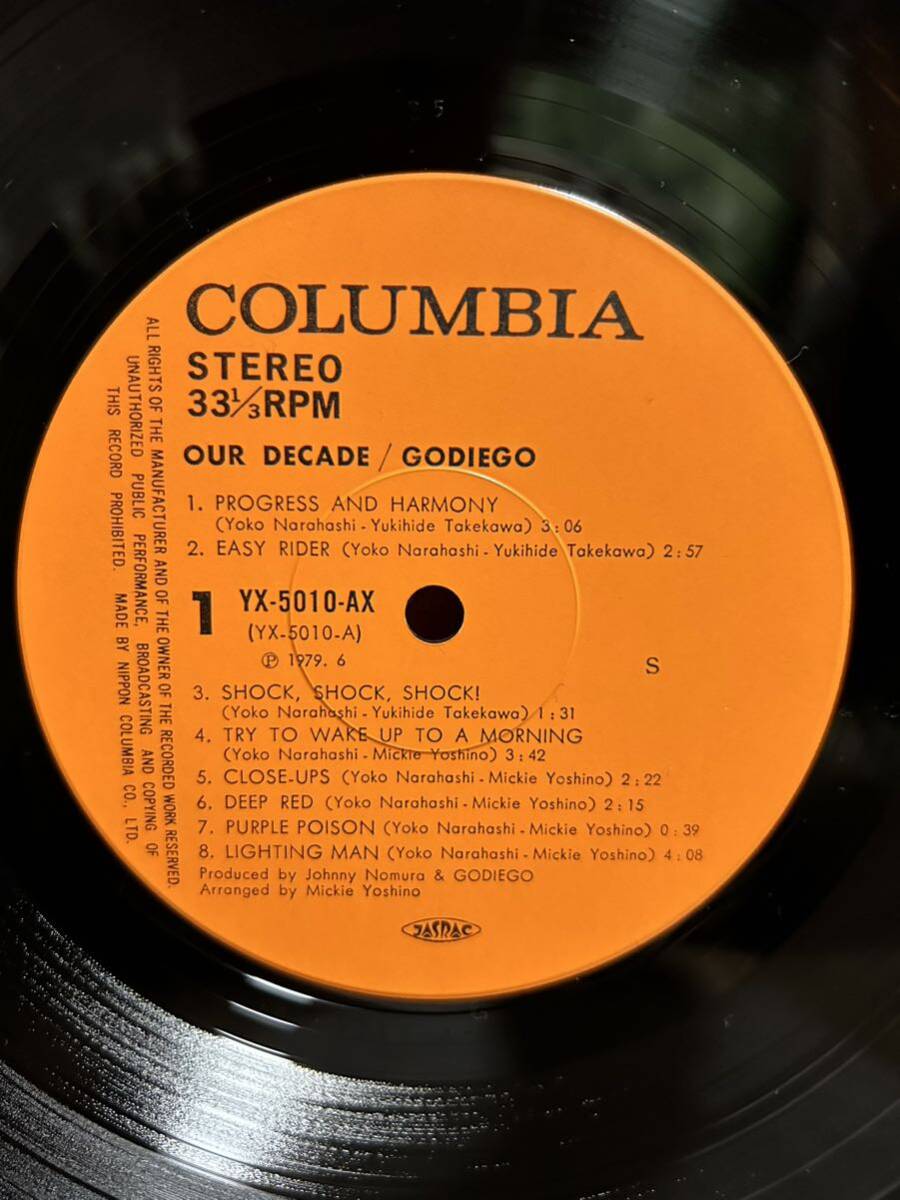 COLUMBIA
STEREO
33⅓RPM
OUR DECADE / GODIEGO
1. PROGRESS AND HARMONY
(Yoko Narahashi - Yukihide Takekawa) 3:06
2. EASY RIDER (Yoko Narahashi - Yukihide Takekawa) 2:57
1 YX-5010-AX
(YX-5010-A)
Ⓟ 1979. 6
S
3. SHOCK, SHOCK, SHOCK!
(Yoko Narahashi - Yukihide Takekawa) 1:31
4. TRY TO WAKE UP TO A MORNING
(Yoko Narahashi - Mickie Yoshino) 3:42
5. CLOSE-UPS (Yoko Narahashi - Mickie Yoshino) 2:22
6. DEEP RED (Yoko Narahashi - Mickie Yoshino) 2:15
7. PURPLE POISON (Yoko Narahashi - Mickie Yoshino) 0:39
8. LIGHTING MAN (Yoko Narahashi - Mickie Yoshino) 4:08
Produced by Johnny Nomura & GODIEGO
Arranged by Mickie Yoshino
JASRAC
ALL RIGHTS OF THE MANUFACTURER AND OF THE OWNER OF THE RECORDED WORK RESERVED.
UNAUTHORIZED PUBLIC PERFORMANCE, BROADCASTING AND COPYING OF
THIS RECORD PROHIBITED. MADE BY NIPPON COLUMBIA CO., LTD.